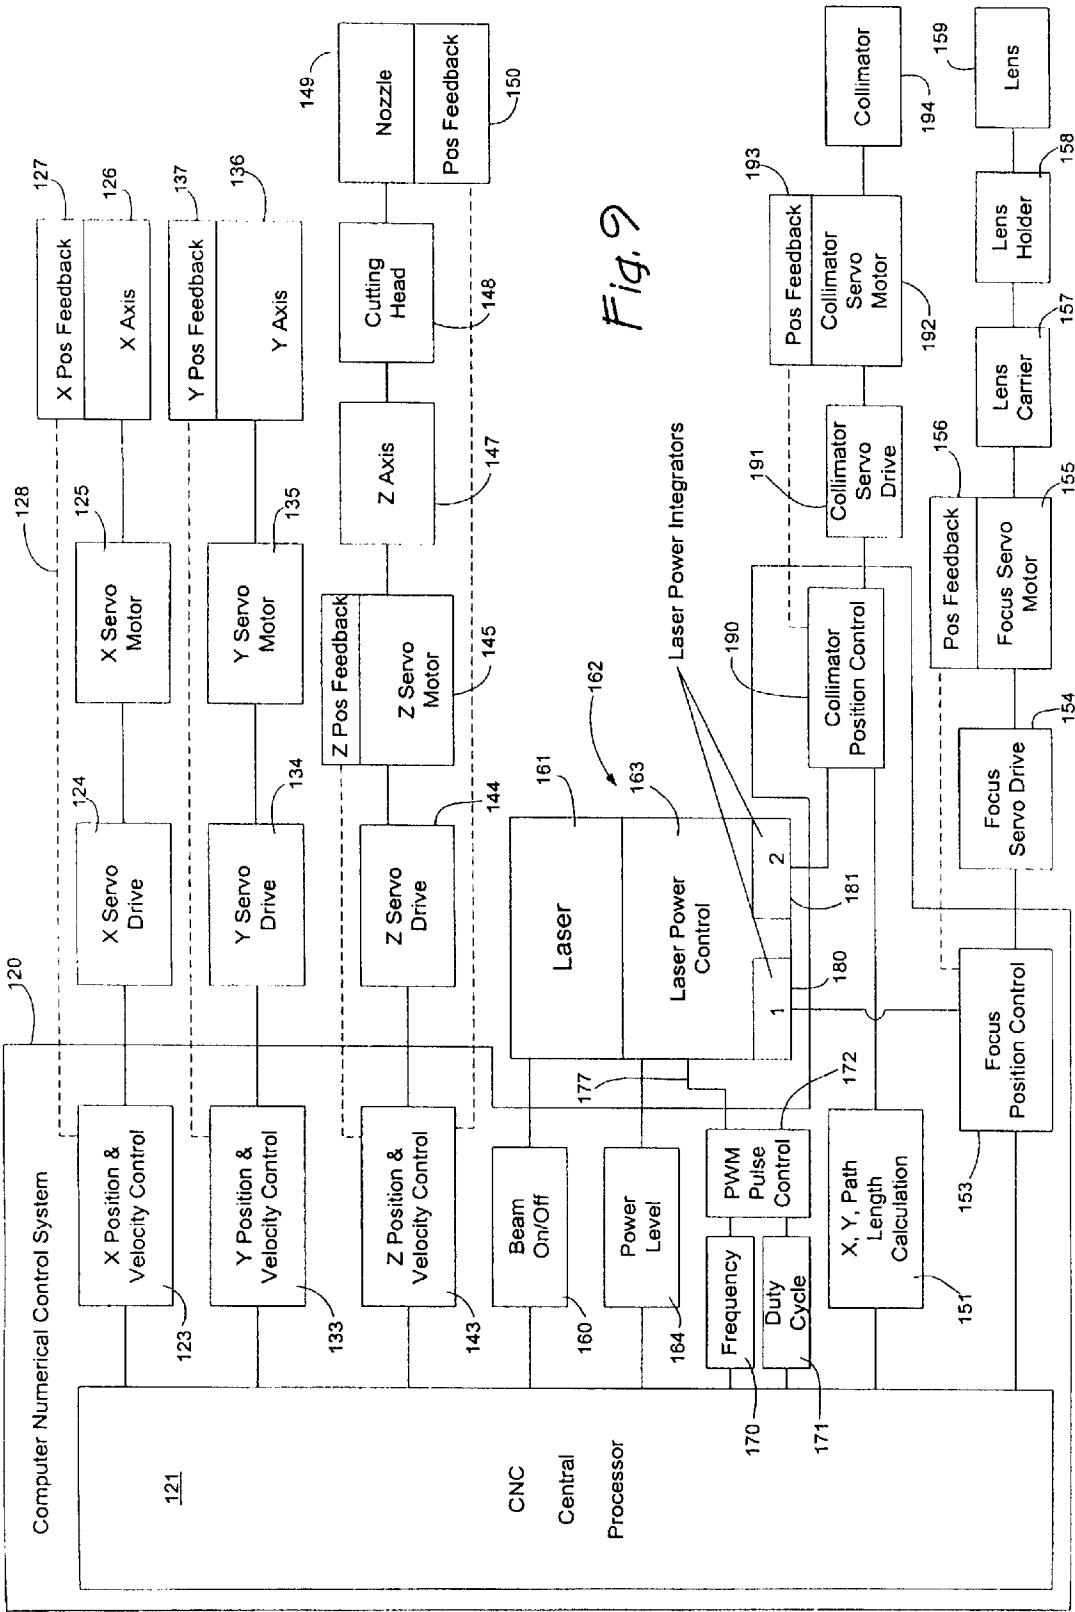 Computer Numerical Control System
120
121
CNC
Central
Processor
X Position &
Velocity Control
123
X Servo
Drive
124
X Servo
Motor
125
128
X Pos Feedback
127
X Axis
126
Y Position &
Velocity Control
133
Y Servo
Drive
134
Y Servo
Motor
135
Y Pos Feedback
137
Y Axis
136
Z Position &
Velocity Control
143
Z Servo
Drive
144
Z Pos Feedback
Z Servo
Motor
145
Z Axis
147
Cutting
Head
148
149
Nozzle
Pos Feedback
150
Beam
On/Off
160
Power
Level
164
Laser
161
162
Laser Power
Control
163
177
Frequency
170
Duty
Cycle
171
PWM
Pulse
Control
172
1
180
2
181
Laser Power Integrators
Fig. 9
X, Y, Path
Length
Calculation
151
Collimator
Position Control
190
Collimator
Servo
Drive
191
Pos Feedback
193
Collimator
Servo
Motor
192
Collimator
194
Focus
Position Control
153
Focus
Servo Drive
154
Pos Feedback
156
Focus Servo
Motor
155
Lens
Carrier
157
Lens
Holder
158
Lens
159